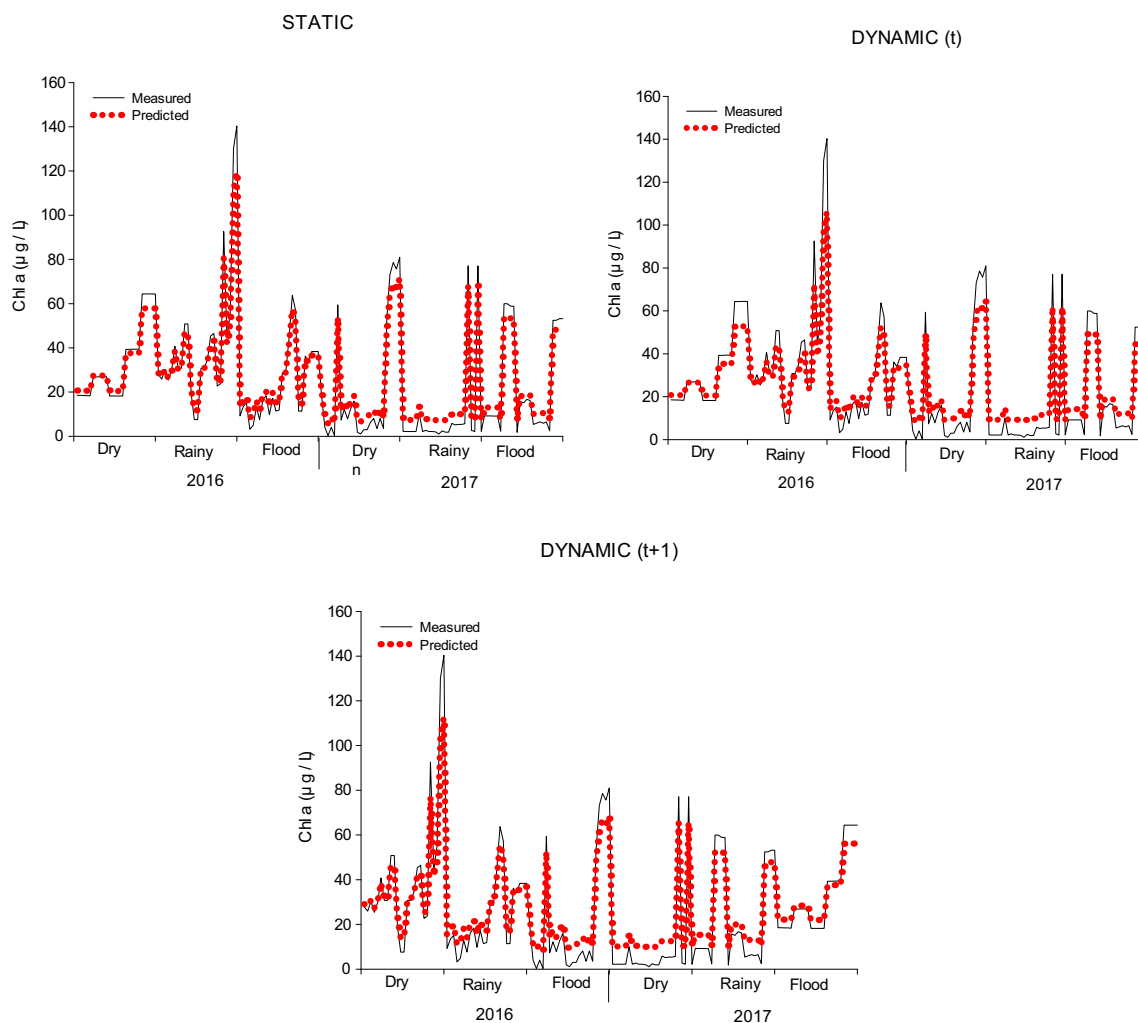 STATIC
160
140
120
100
80
60
40
20
0
Chl a (µ g / L)
Measured
Predicted
Dry
n
Rainy
Flood
Dry
Rainy
Flood
2016
2017
DYNAMIC (t)
160
140
120
100
80
60
40
20
0
Chl a (µ g / L)
Measured
Predicted
Dry
Rainy
Flood
Dry
Rainy
Flood
2016
2017
DYNAMIC (t+1)
160
140
120
100
80
60
40
20
0
Chl a (µ g / L)
Measured
Predicted
Dry
Rainy
Flood
Dry
Rainy
Flood
2016
2017